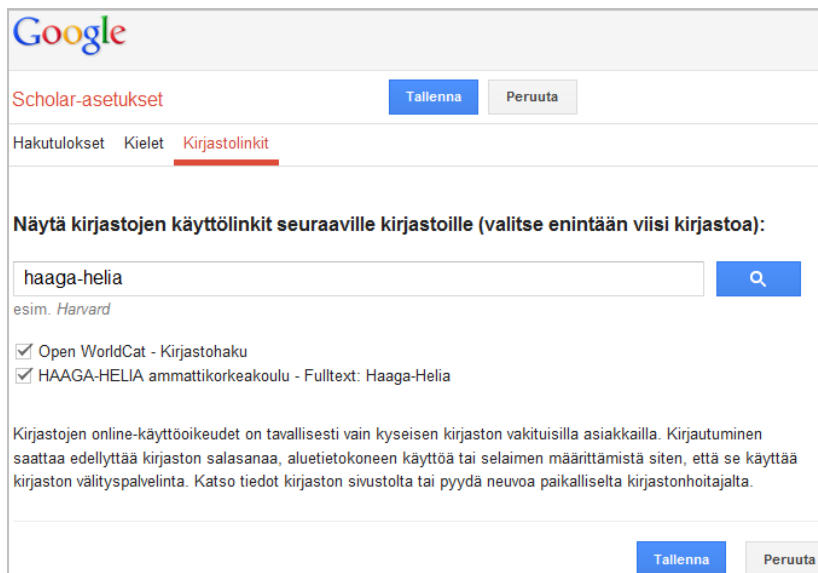 Google
Scholar-asetukset Tallenna Peruuta
Hakutulokset Kielet Kirjastolinkit
Näytä kirjastojen käyttölinkit seuraaville kirjastoille (valitse enintään viisi kirjastoa):
haaga-helia
esim. Harvard
Open WorldCat - Kirjastohaku
HAAGA-HELIA ammattikorkeakoulu - Fulltext: Haaga-Helia
Kirjastojen online-käyttöoikeudet on tavallisesti vain kyseisen kirjaston vakituisilla asiakkailla. Kirjautuminen
saattaa edellyttää kirjaston salasanaa, aluetietokoneen käyttöä tai selaimen määrittämistä siten, että se käyttää
kirjaston välityspalvelinta. Katso tiedot kirjaston sivustolta tai pyydä neuvoa paikalliselta kirjastonhoitajalta.
Tallenna Peruuta